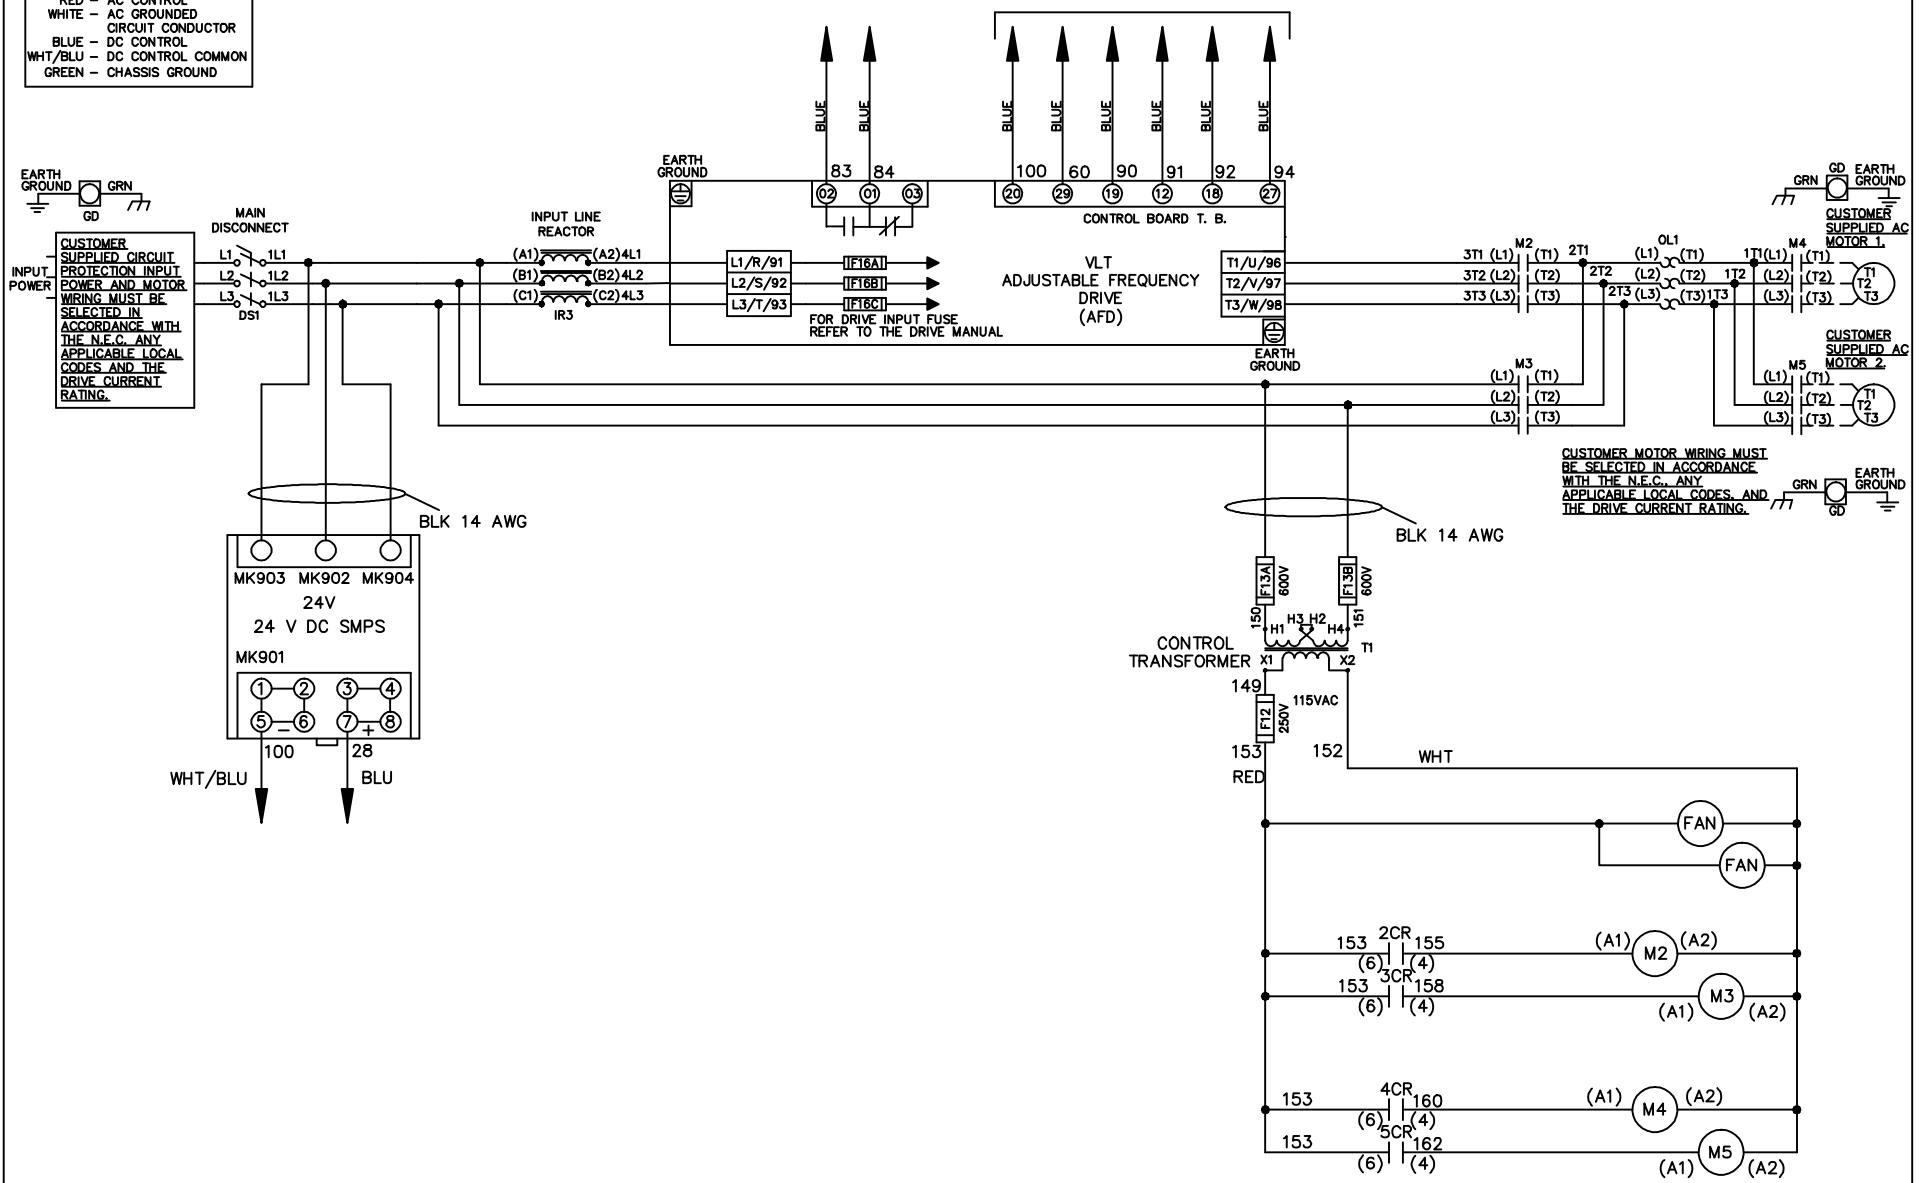 RED – AC CONTROL
WHITE – AC GROUNDED
CIRCUIT CONDUCTOR
BLUE – DC CONTROL
WHT/BLU – DC CONTROL COMMON
GREEN – CHASSIS GROUND
BLUE
BLUE
BLUE
BLUE
BLUE
BLUE
BLUE
BLUE
EARTH
GROUND
GRN
GD
MAIN
DISCONNECT
INPUT LINE
REACTOR
EARTH
GROUND
83 84
02 01 03
100 60 90 91 92 94
20 29 19 12 18 27
CONTROL BOARD T. B.
GRN
GD
EARTH
GROUND
INPUT
POWER
CUSTOMER
SUPPLIED CIRCUIT
PROTECTION INPUT
POWER AND MOTOR
WIRING MUST BE
SELECTED IN
ACCORDANCE WITH
THE N.E.C. ANY
APPLICABLE LOCAL
CODES AND THE
DRIVE CURRENT
RATING.
L1 1L1
L2 1L2
L3 1L3
DS1
(A1) (A2) 4L1
(B1) (B2) 4L2
(C1) (C2) 4L3
IR3
L1/R/91
L2/S/92
L3/T/93
F16A
F16B
F16C
FOR DRIVE INPUT FUSE
REFER TO THE DRIVE MANUAL
VLT
ADJUSTABLE FREQUENCY
DRIVE
(AFD)
T1/U/96
T2/V/97
T3/W/98
EARTH
GROUND
M2
3T1 (L1) (T1) 2T1
3T2 (L2) (T2) 2T2
3T3 (L3) (T3) 2T3
OL1
(L1) (T1) 1T1
(L2) (T2) 1T2
(L3) (T3) 1T3
M4
(L1) (T1)
(L2) (T2)
(L3) (T3)
CUSTOMER
SUPPLIED AC
MOTOR 1.
T1
T2
T3
M3
(L1) (T1)
(L2) (T2)
(L3) (T3)
M5
(L1) (T1)
(L2) (T2)
(L3) (T3)
CUSTOMER
SUPPLIED AC
MOTOR 2.
T1
T2
T3
CUSTOMER MOTOR WIRING MUST
BE SELECTED IN ACCORDANCE
WITH THE N.E.C., ANY
APPLICABLE LOCAL CODES, AND
THE DRIVE CURRENT RATING.
GRN
GD
EARTH
GROUND
BLK 14 AWG
MK903 MK902 MK904
24V
24 V DC SMPS
MK901
1 2 3 4
5 6 7 8
– +
100 28
WHT/BLU BLU
BLK 14 AWG
F13A
600V
F13B
600V
150
151
H1 H3 H2 H4
T1
CONTROL
TRANSFORMER
X1 X2
149
115VAC
F12
250V
153 152
RED
WHT
FAN
FAN
2CR
153 155
(6) (4)
(A1) M2 (A2)
3CR
153 158
(6) (4)
(A1) M3 (A2)
4CR
153 160
(6) (4)
(A1) M4 (A2)
5CR
153 162
(6) (4)
(A1) M5 (A2)